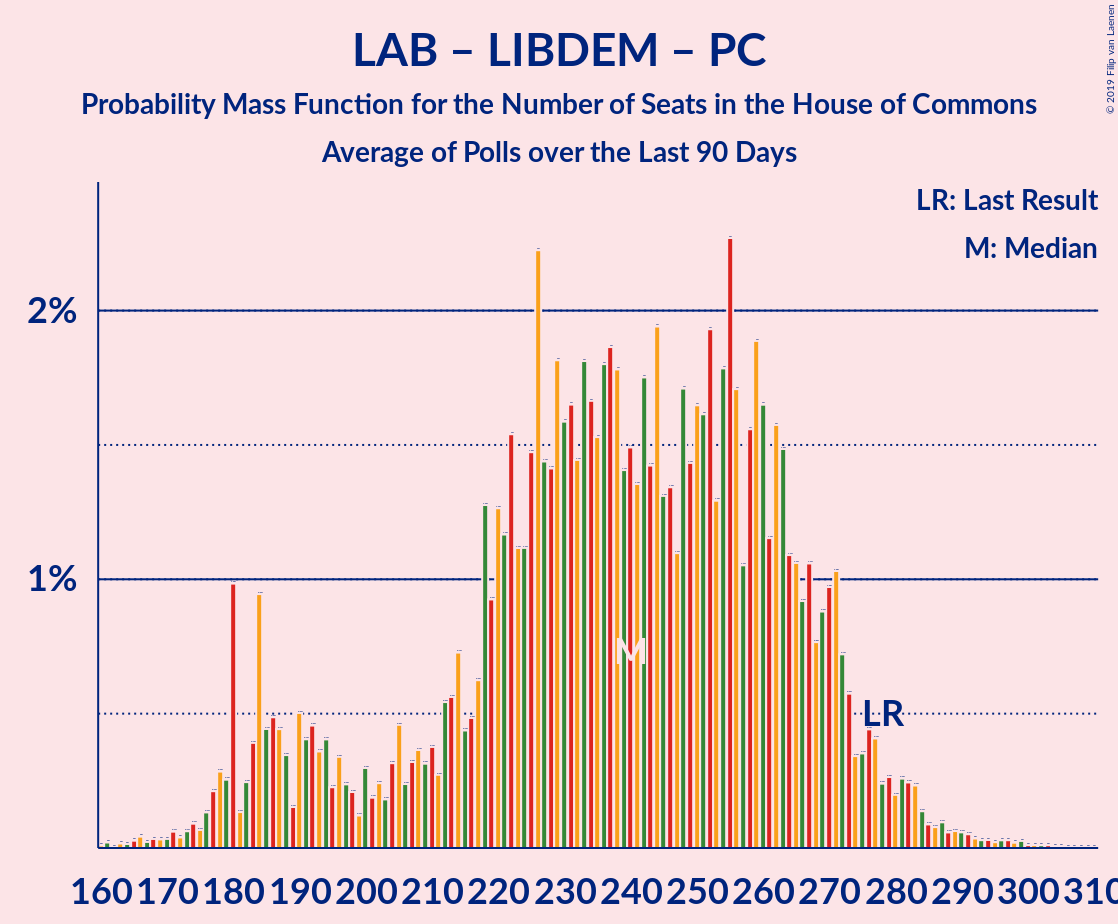 LAB – LIBDEM – PC
Probability Mass Function for the Number of Seats in the House of Commons
Average of Polls over the Last 90 Days
© 2019 Filip van Laenen
LR: Last Result
M: Median
2%
1%
M
LR
160 170 180 190 200 210 220 230 240 250 260 270 280 290 300 310